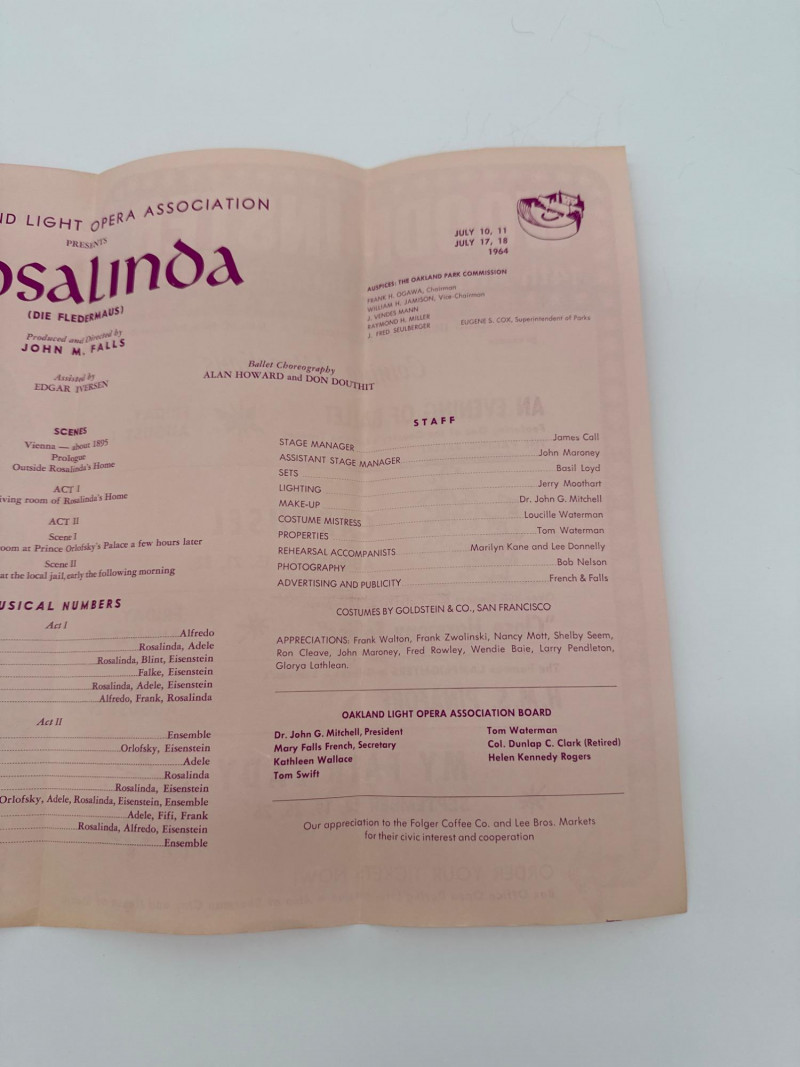 LIGHT OPERA ASSOCIATION
PRESENTS
(DIE FLEDERMAUS)
Produced and Directed by
JOHN M. FALLS
Assisted by
EDGAR IVERSEN
Ballet Choreography
ALAN HOWARD and DON DOUTHIT
SCENES
Vienna — about 1895
Prologue
Outside Rosalinda's Home
ACT I
room of Rosalinda's Home
ACT II
Scene I
at Prince Orlofsky's Palace a few hours later
Scene II
at the local jail, early the following morning
NUMBERS
Act I
Alfredo
Rosalinda, Adele
Rosalinda, Blint, Eisenstein
Falke, Eisenstein
Rosalinda, Adele, Eisenstein
Alfredo, Frank, Rosalinda
Act II
Ensemble
Orlofsky, Eisenstein
Adele
Rosalinda
Rosalinda, Eisenstein
Orlofsky, Adele, Rosalinda, Eisenstein, Ensemble
Adele, Fifi, Frank
Rosalinda, Alfredo, Eisenstein
Ensemble
JULY 10, 11
JULY 17, 18
1964
AUSPICES: THE OAKLAND PARK COMMISSION
FRANK H. OGAWA, Chairman
WILLIAM H. JAMISON, Vice-Chairman
J. VENDES MANN
RAYMOND H. MILLER
J. FRED. SEULBERGER
EUGENE S. COX, Superintendent of Parks
STAFF
STAGE MANAGER James Call
ASSISTANT STAGE MANAGER John Maroney
SETS Basil Loyd
LIGHTING Jerry Moothart
MAKE-UP Dr. John G. Mitchell
COSTUME MISTRESS Loucille Waterman
PROPERTIES Tom Waterman
REHEARSAL ACCOMPANISTS Marilyn Kane and Lee Donnelly
PHOTOGRAPHY Bob Nelson
ADVERTISING AND PUBLICITY French & Falls
COSTUMES BY GOLDSTEIN & CO., SAN FRANCISCO
APPRECIATIONS: Frank Walton, Frank Zwolinski, Nancy Mott, Shelby Seem,
Ron Cleave, John Maroney, Fred Rowley, Wendie Baie, Larry Pendleton,
Glorya Lathlean.
OAKLAND LIGHT OPERA ASSOCIATION BOARD
Dr. John G. Mitchell, President
Mary Falls French, Secretary
Kathleen Wallace
Tom Swift
Tom Waterman
Col. Dunlap C. Clark (Retired)
Helen Kennedy Rogers
Our appreciation to the Folger Coffee Co. and Lee Bros. Markets
for their civic interest and cooperation